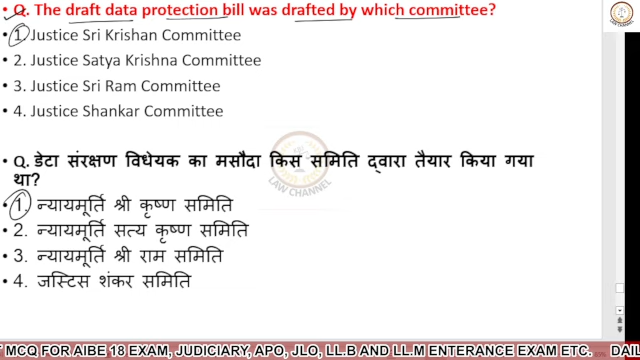 Q. The draft data protection bill was drafted by which committee?
• 1. Justice Sri Krishan Committee
• 2. Justice Satya Krishna Committee
• 3. Justice Sri Ram Committee
• 4. Justice Shankar Committee
Q. डेटा संरक्षण विधेयक का मसौदा किस समिति द्वारा तैयार किया गया
था?
• 1. न्यायमूर्ति श्री कृष्ण समिति
• 2. न्यायमूर्ति सत्य कृष्ण समिति
• 3. न्यायमूर्ति श्री राम समिति
• 4. जस्टिस शंकर समिति
LAW CHANNEL
MCQ FOR AIBE 18 EXAM, JUDICIARY, APO, JLO, LL.B AND LL.M ENTERANCE EXAM ETC. DAIL